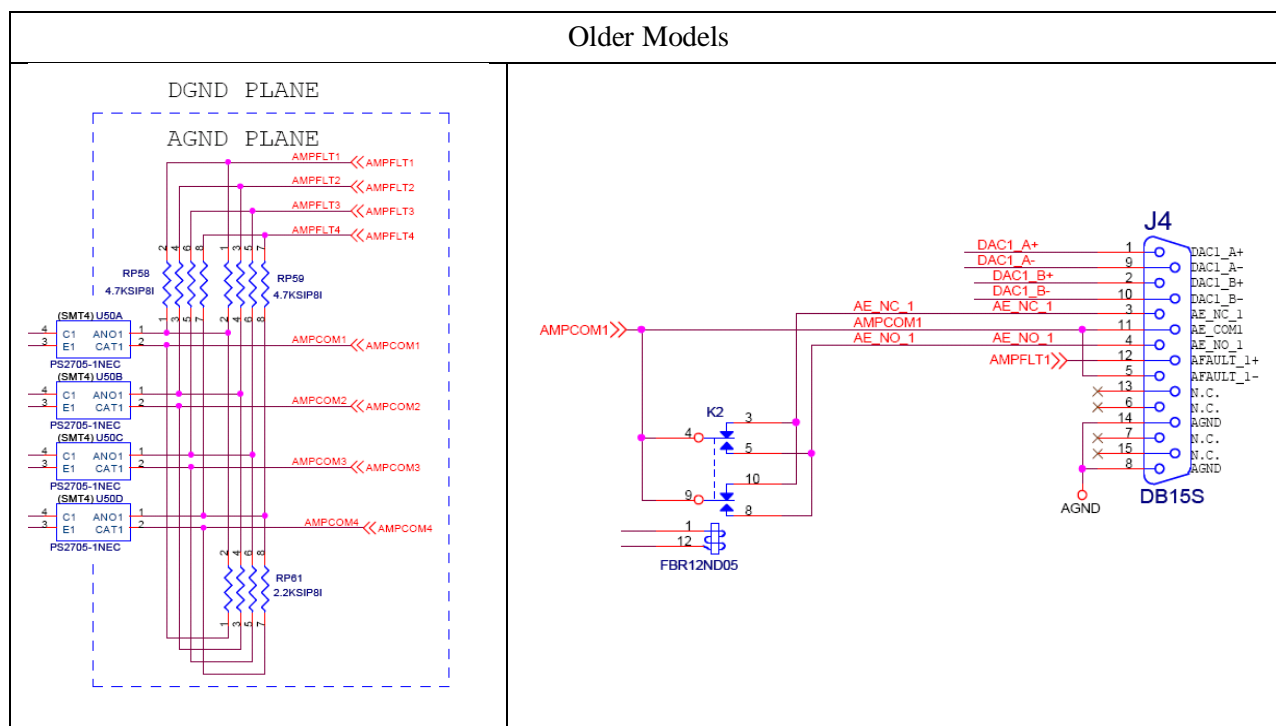 Older Models
DGND PLANE
AGND PLANE
AMPFLT1 AMPFLT1
AMPFLT2 AMPFLT2
AMPFLT3 AMPFLT3
AMPFLT4 AMPFLT4
2 4 6 8 1 3 5 7
RP58 RP59
4.7KSIP8I 4.7KSIP8I
1 3 5 7 2 4 6 8
(SMT4) U50A
4 C1 ANO1 1
3 E1 CAT1 2 AMPCOM1 AMPCOM1
PS2705-1NEC
(SMT4) U50B
4 C1 ANO1 1
3 E1 CAT1 2 AMPCOM2 AMPCOM2
PS2705-1NEC
(SMT4) U50C
4 C1 ANO1 1
3 E1 CAT1 2 AMPCOM3 AMPCOM3
PS2705-1NEC
(SMT4) U50D
4 C1 ANO1 1
3 E1 CAT1 2 AMPCOM4 AMPCOM4
PS2705-1NEC
2 4 6 8
RP61
2.2KSIP8I
1 3 5 7
J4
DAC1_A+ 1 DAC1_A+
DAC1_A- 9 DAC1_A-
DAC1_B+ 2 DAC1_B+
DAC1_B- 10 DAC1_B-
AE_NC_1 AE_NC_1 3 AE_NC_1
AMPCOM1 AMPCOM1 11 AE_COM1
AE_NO_1 AE_NO_1 4 AE_NO_1
AMPFLT1 12 AFAULT_1+
5 AFAULT_1-
13 N.C.
6 N.C.
14 AGND
7 N.C.
15 N.C.
8 AGND
DB15S
AGND
K2
3
4
5
10
9
8
1
12
FBR12ND05